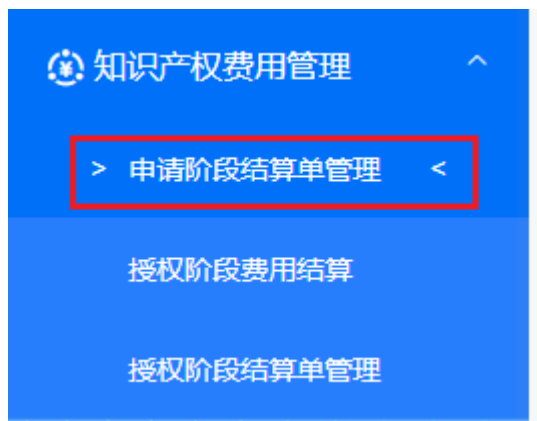 知识产权费用管理
> 申请阶段结算单管理 <
授权阶段费用结算
授权阶段结算单管理